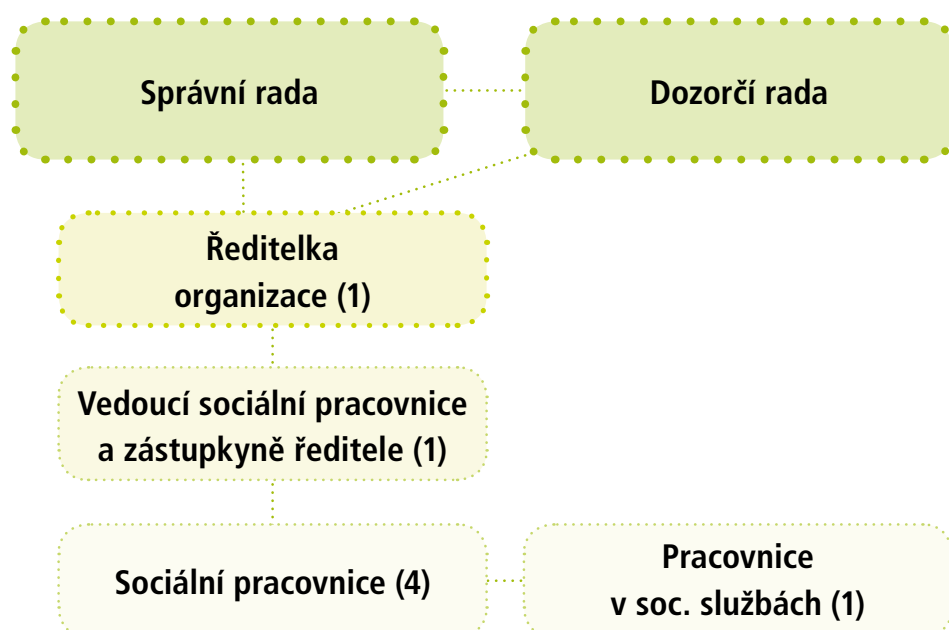 Správní rada
Dozorčí rada
Ředitelka
organizace (1)
Vedoucí sociální pracovnice
a zástupkyně ředitele (1)
Sociální pracovnice (4)
Pracovnice
v soc. službách (1)